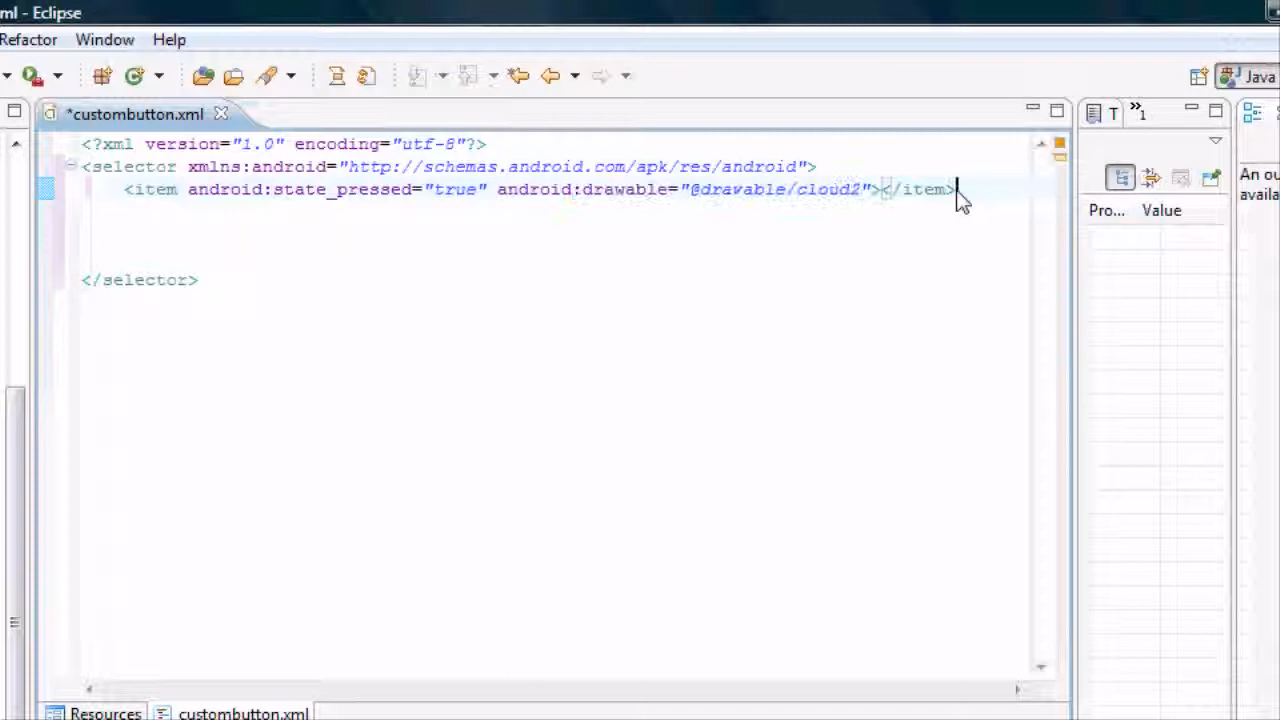 ml - Eclipse
Refactor Window Help
Java
*custombutton.xml
T
»1
<?xml version="1.0" encoding="utf-8"?>
<selector xmlns:android="http://schemas.android.com/apk/res/android">
<item android:state_pressed="true" android:drawable="@drawable/cloud2"></item>
</selector>
Pro... Value
An ou
availa
Resources custombutton.xml